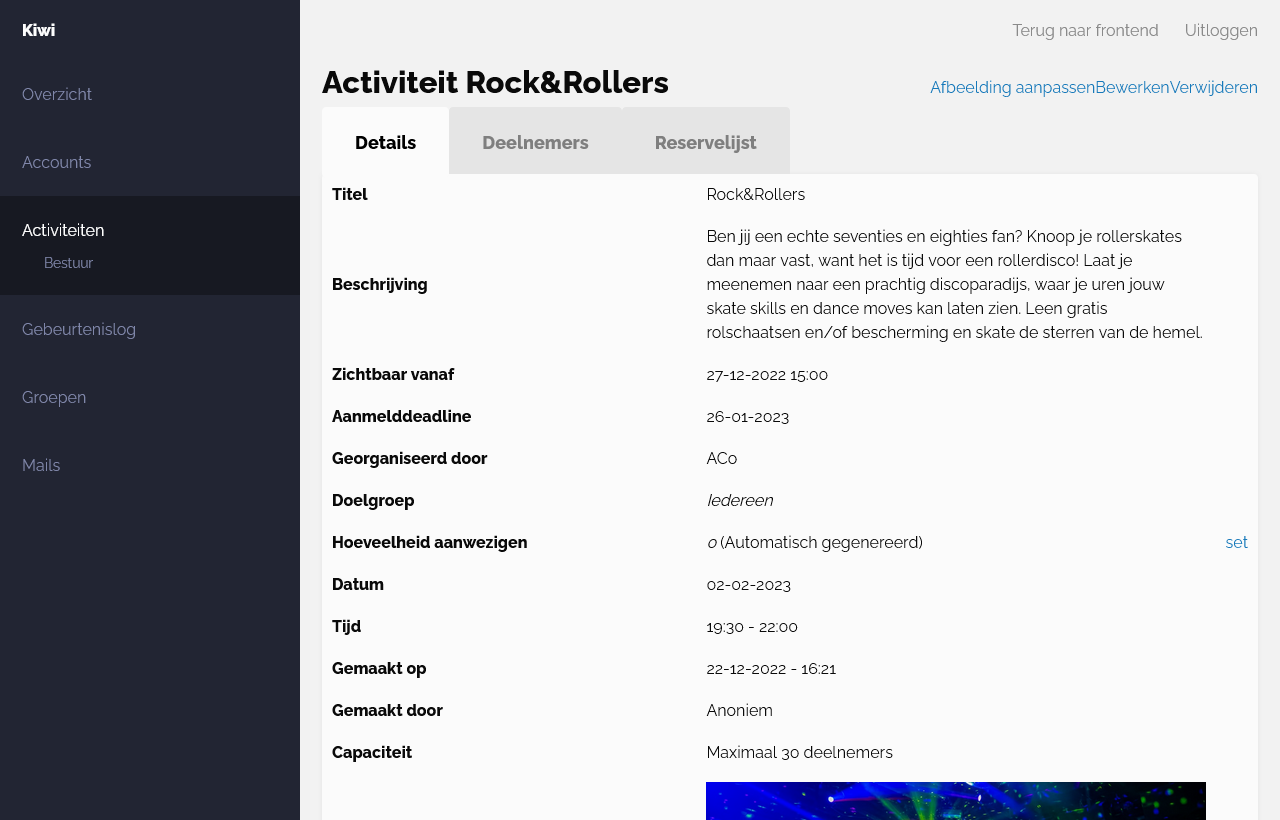 Kiwi
Terug naar frontend Uitloggen
Overzicht
Accounts
Activiteiten
Bestuur
Gebeurtenislog
Groepen
Mails
Activiteit Rock&Rollers
Afbeelding aanpassenBewerkenVerwijderen
Details Deelnemers Reservelijst
Titel Rock&Rollers
Beschrijving
Ben jij een echte seventies en eighties fan? Knoop je rollerskates
dan maar vast, want het is tijd voor een rollerdisco! Laat je
meenemen naar een prachtig discoparadijs, waar je uren jouw
skate skills en dance moves kan laten zien. Leen gratis
rolschaatsen en/of bescherming en skate de sterren van de hemel.
Zichtbaar vanaf 27-12-2022 15:00
Aanmelddeadline 26-01-2023
Georganiseerd door ACo
Doelgroep Iedereen
Hoeveelheid aanwezigen 0 (Automatisch gegenereerd) set
Datum 02-02-2023
Tijd 19:30 - 22:00
Gemaakt op 22-12-2022 - 16:21
Gemaakt door Anoniem
Capaciteit Maximaal 30 deelnemers